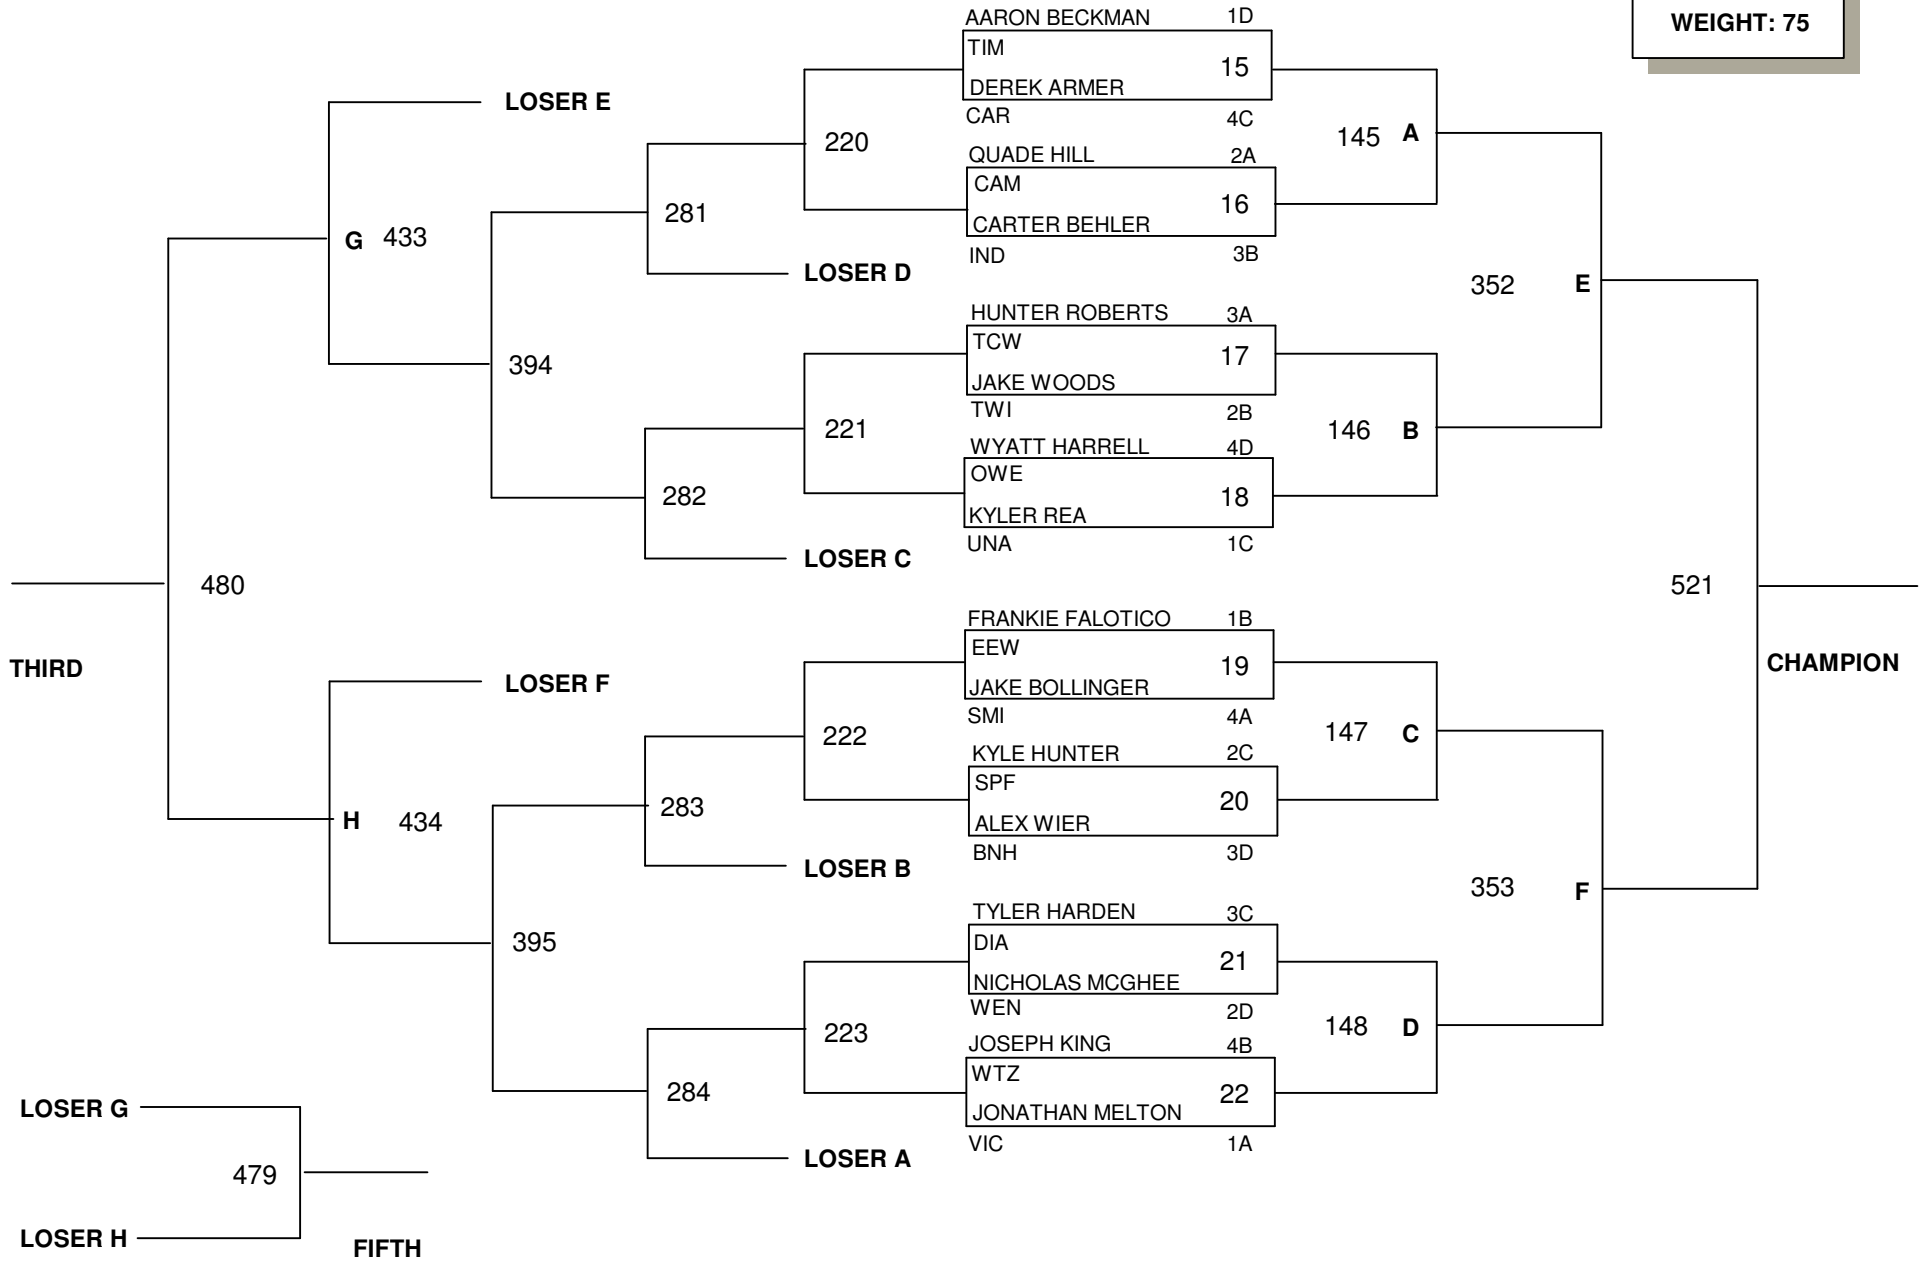 WEIGHT: 75
AARON BECKMAN 1D
TIM
15
DEREK ARMER
CAR 4C
LOSER E
220
145 A
QUADE HILL 2A
CAM
16
CARTER BEHLER
IND 3B
281
G 433
LOSER D
352 E
HUNTER ROBERTS 3A
TCW
17
JAKE WOODS
TWI 2B
394
221
146 B
WYATT HARRELL 4D
OWE
18
KYLER REA
UNA 1C
282
LOSER C
480
521
THIRD
CHAMPION
FRANKIE FALOTICO 1B
EEW
19
JAKE BOLLINGER
SMI 4A
LOSER F
222
147 C
KYLE HUNTER 2C
SPF
20
ALEX WIER
BNH 3D
283
H 434
LOSER B
353 F
TYLER HARDEN 3C
DIA
21
NICHOLAS MCGHEE
WEN 2D
395
223
148 D
JOSEPH KING 4B
WTZ
22
JONATHAN MELTON
VIC 1A
284
LOSER A
LOSER G
479
LOSER H
FIFTH